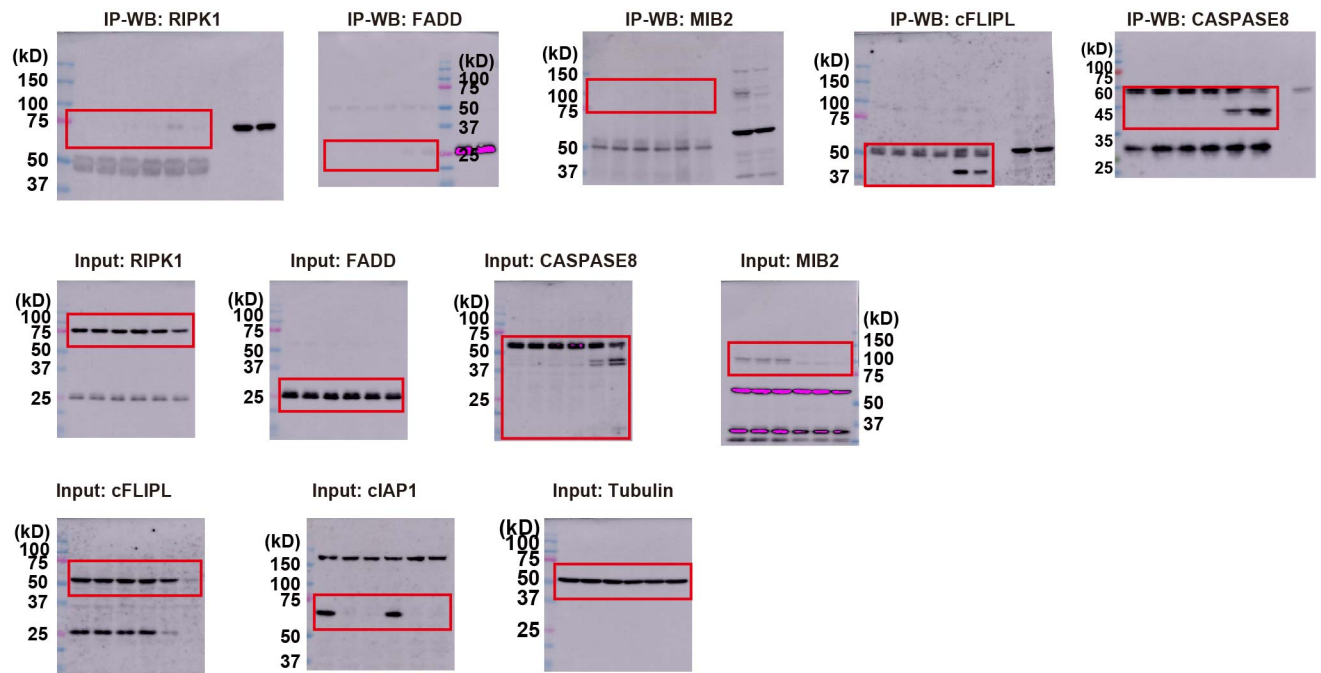 IP-WB: RIPK1
(kD)
150
100
75
50
37
IP-WB: FADD
(kD)
100
75
50
37
25
IP-WB: MIB2
(kD)
150
100
75
50
37
IP-WB: cFLIPL
(kD)
150
100
75
50
37
IP-WB: CASPASE8
(kD)
100
75
60
45
35
25
Input: RIPK1
(kD)
100
75
50
37
25
Input: FADD
(kD)
100
75
50
37
25
Input: CASPASE8
(kD)
100
75
50
37
25
Input: MIB2
(kD)
150
100
75
50
37
Input: cFLIPL
(kD)
100
75
50
37
25
Input: cIAP1
(kD)
150
100
75
50
37
Input: Tubulin
(kD)
100
75
50
37
25